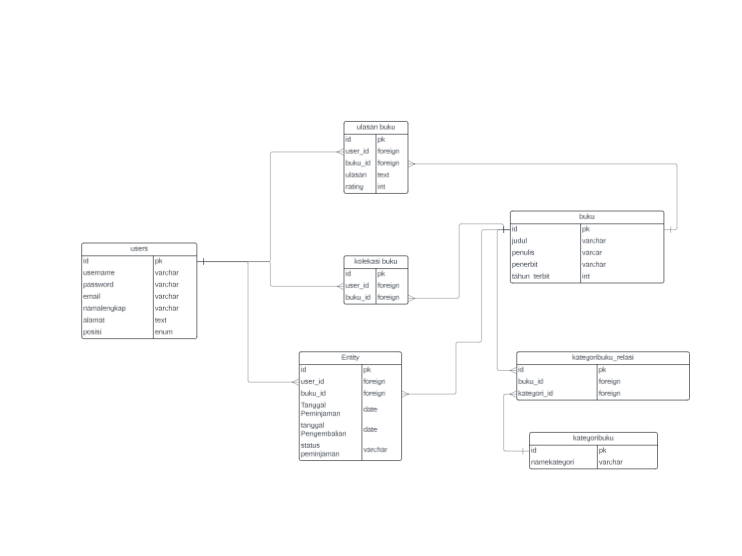 ulasan buku
id pk
user_id foreign
buku_id foreign
ulasan text
rating int
buku
id pk
judul varchar
penulis varcar
penerbit varchar
tahun terbit int
users
id pk
username varchar
password varchar
email varchar
namalengkap varchar
alamat text
posisi enum
kolekasi buku
id pk
user_id foreign
buku_id foreign
Entity
id pk
user_id foreign
buku_id foreign
Tanggal
Peminjaman date
tanggal
Pengembalian date
status
peminjaman varchar
kategoribuku_relasi
id pk
buku_id foreign
kategori_id foreign
kategoribuku
id pk
namekategori varchar